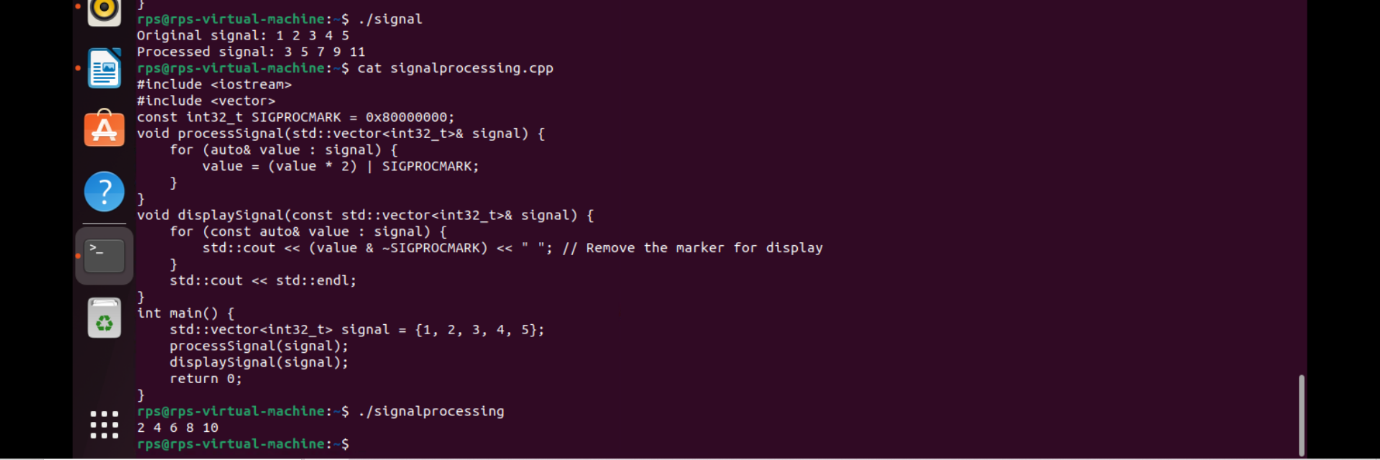 }
rps@rps-virtual-machine:~$ ./signal
Original signal: 1 2 3 4 5
Processed signal: 3 5 7 9 11
rps@rps-virtual-machine:~$ cat signalprocessing.cpp
#include <iostream>
#include <vector>
const int32_t SIGPROCMARK = 0x80000000;
void processSignal(std::vector<int32_t>& signal) {
    for (auto& value : signal) {
        value = (value * 2) | SIGPROCMARK;
    }
}
void displaySignal(const std::vector<int32_t>& signal) {
    for (const auto& value : signal) {
        std::cout << (value & ~SIGPROCMARK) << " "; // Remove the marker for display
    }
    std::cout << std::endl;
}
int main() {
    std::vector<int32_t> signal = {1, 2, 3, 4, 5};
    processSignal(signal);
    displaySignal(signal);
    return 0;
}
rps@rps-virtual-machine:~$ ./signalprocessing
2 4 6 8 10
rps@rps-virtual-machine:~$